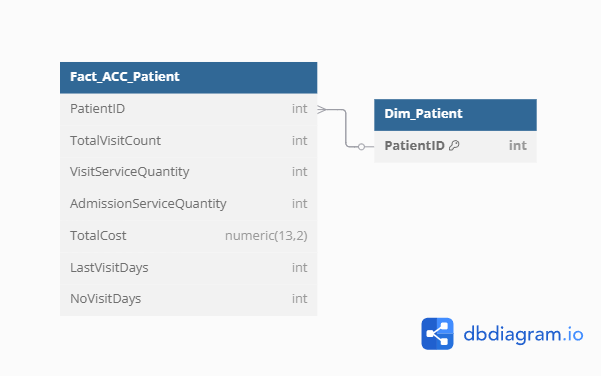 Fact_ACC_Patient
PatientID int
TotalVisitCount int
VisitServiceQuantity int
AdmissionServiceQuantity int
TotalCost numeric(13,2)
LastVisitDays int
NoVisitDays int
Dim_Patient
PatientID int
dbdiagram.io